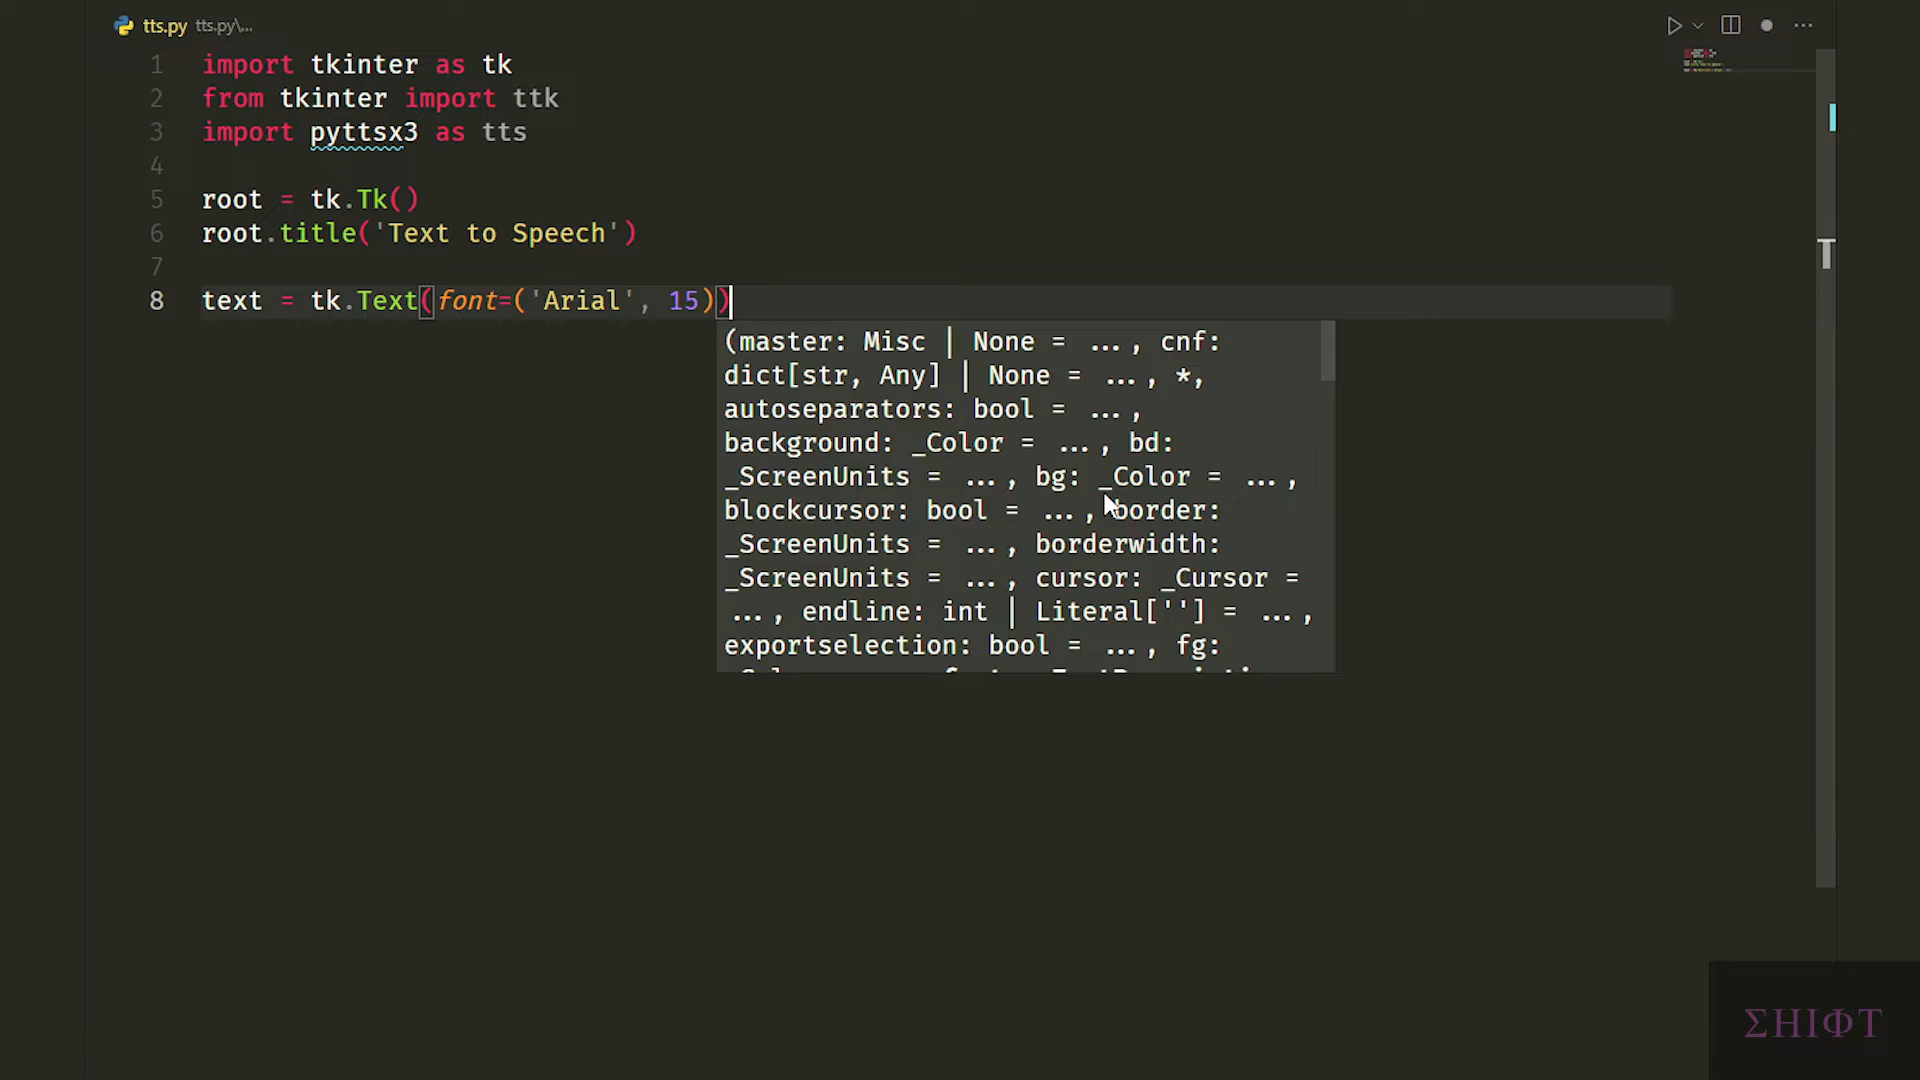 tts.py tts.py\...
1 import tkinter as tk
2 from tkinter import ttk
3 import pyttsx3 as tts
4
5 root = tk.Tk()
6 root.title('Text to Speech')
7
8 text = tk.Text(font=('Arial', 15))
(master: Misc | None = ..., cnf:
dict[str, Any] | None = ..., *,
autoseparators: bool = ...,
background: _Color = ..., bd:
_ScreenUnits = ..., bg: _Color = ...,
blockcursor: bool = ..., border:
_ScreenUnits = ..., borderwidth:
_ScreenUnits = ..., cursor: _Cursor =
..., endline: int | Literal[''] = ...,
exportselection: bool = ..., fg:
ΣHIΦT